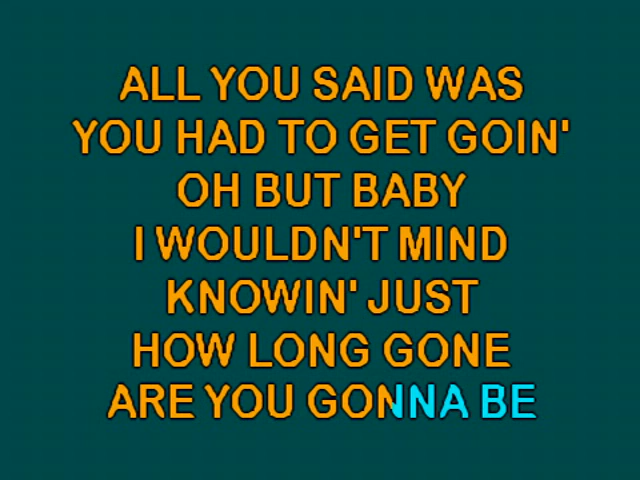 ALL YOU SAID WAS
YOU HAD TO GET GOIN'
OH BUT BABY
I WOULDN'T MIND
KNOWIN' JUST
HOW LONG GONE
ARE YOU GONNA BE